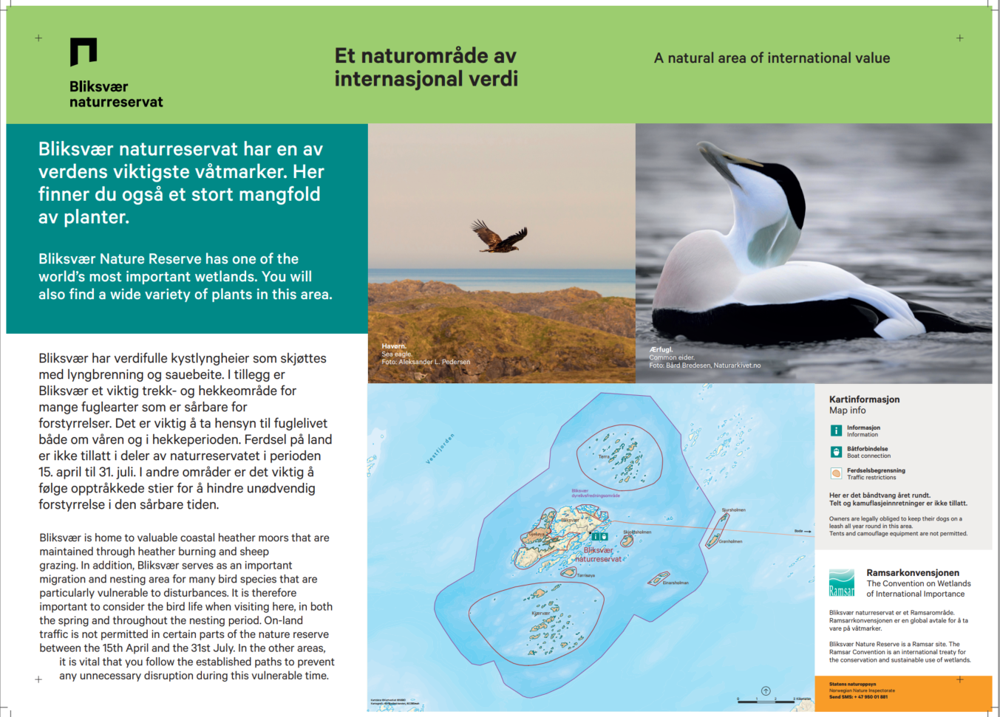 Bliksvær
naturreservat
Et naturområde av
internasjonal verdi
A natural area of international value
Bliksvær naturreservat har en av
verdens viktigste våtmarker. Her
finner du også et stort mangfold
av planter.
Bliksvær Nature Reserve has one of the
world's most important wetlands. You will
also find a wide variety of plants in this area.
Havørn.
Sea eagle.
Foto: Aleksander L. Pedersen
Ærfugl.
Common eider.
Foto: Bård Bredesen, Naturarkivet.no
Bliksvær har verdifulle kystlyngheier som skjøttes
med lyngbrenning og sauebeite. I tillegg er
Bliksvær et viktig trekk- og hekkeområde for
mange fuglearter som er sårbare for
forstyrrelser. Det er viktig å ta hensyn til fuglelivet
både om våren og i hekkeperioden. Ferdsel på land
er ikke tillatt i deler av naturreservatet i perioden
15. april til 31. juli. I andre områder er det viktig å
følge opptråkkede stier for å hindre unødvendig
forstyrrelse i den sårbare tiden.
Bliksvær is home to valuable coastal heather moors that are
maintained through heather burning and sheep
grazing. In addition, Bliksvær serves as an important
migration and nesting area for many bird species that are
particularly vulnerable to disturbances. It is therefore
important to consider the bird life when visiting here, in both
the spring and throughout the nesting period. On-land
traffic is not permitted in certain parts of the nature reserve
between the 15th April and the 31st July. In the other areas,
it is vital that you follow the established paths to prevent
any unnecessary disruption during this vulnerable time.
Vestfjorden
Terra
Bliksvær
dyrelivsfredningsområde
Bliksvær
Sjursholmen
Skjoldsholmen
Grønholmen
Bodø
Bliksvær
naturreservat
Terrsøya
Einarsholmen
Kjærvær
0 1 2 3 Kilometer
Kartinformasjon
Map info
i
Informasjon
Information
Båtforbindelse
Boat connection
Ferdselsbegrensning
Traffic restrictions
Her er det båndtvang året rundt.
Telt og kamuflasjeinnretninger er ikke tillatt.
Owners are legally obliged to keep their dogs on a
leash all year round in this area.
Tents and camouflage equipment are not permitted.
Ramsar
Ramsarkonvensjonen
The Convention on Wetlands
of International Importance
Bliksvær naturreservat er et Ramsarområde.
Ramsarrkonvensjonen er en global avtale for å ta
vare på våtmarker.
Bliksvær Nature Reserve is a Ramsar site. The
Ramsar Convention is an international treaty for
the conservation and sustainable use of wetlands.
Statens naturoppsyn
Norwegian Nature Inspectorate
Send SMS: + 47 950 01 881